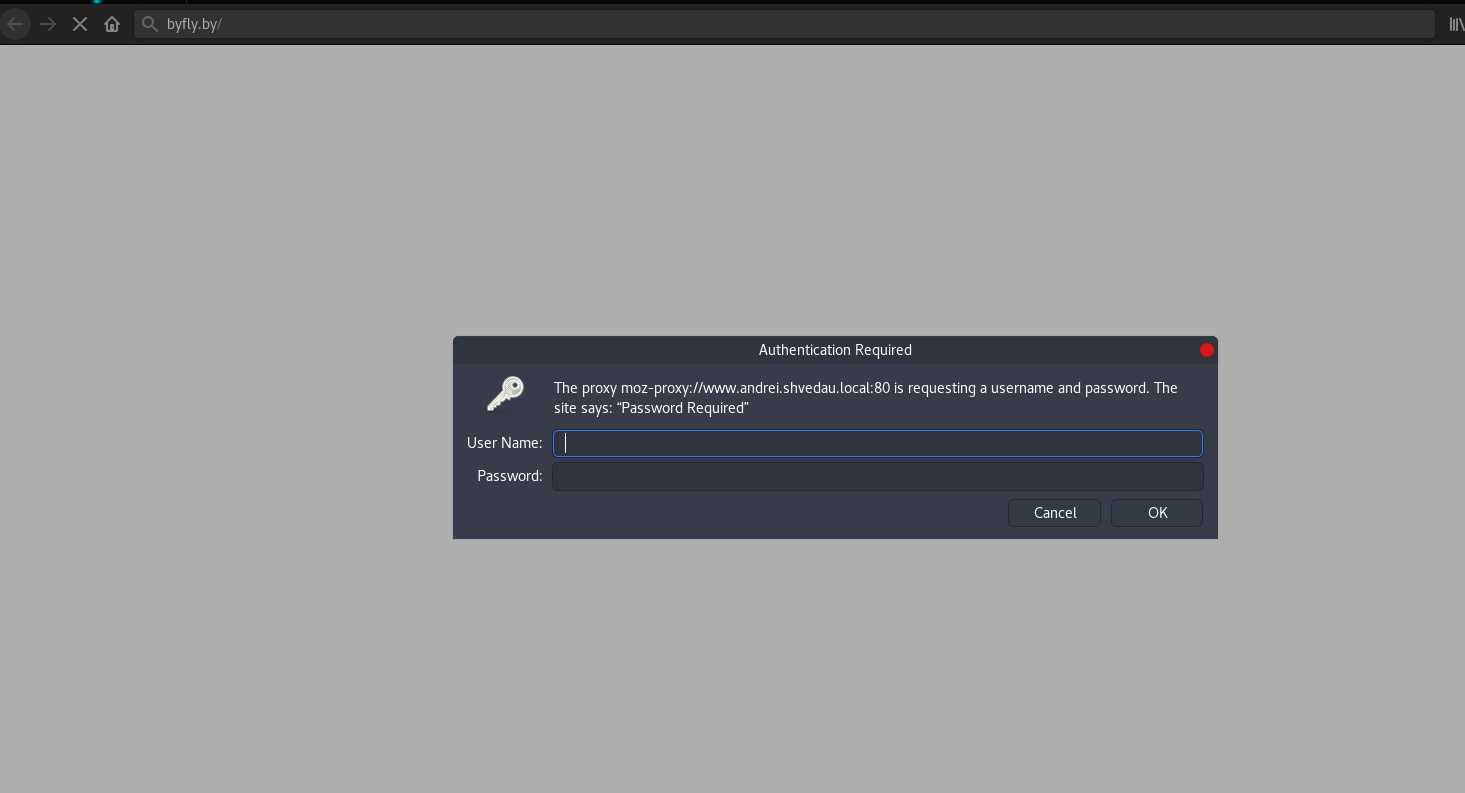 byfly.by/
Authentication Required
The proxy moz-proxy://www.andrei.shvedau.local:80 is requesting a username and password. The
site says: “Password Required”
User Name:
Password:
Cancel
OK